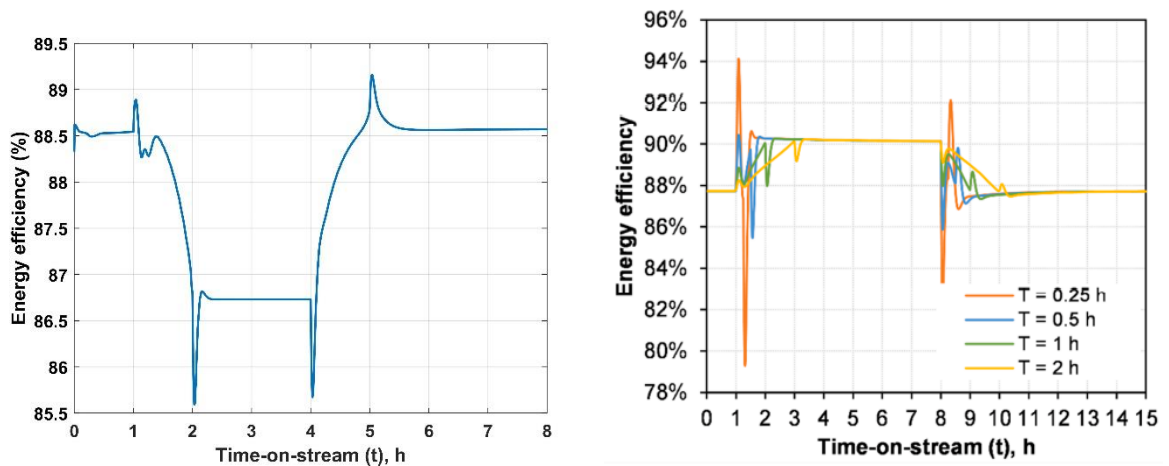 89.5
89
88.5
88
87.5
87
86.5
86
85.5
Energy efficiency (%)
0 1 2 3 4 5 6 7 8
Time-on-stream (t), h
96%
94%
92%
90%
88%
86%
84%
82%
80%
78%
Energy efficiency
T = 0.25 h
T = 0.5 h
T = 1 h
T = 2 h
0 1 2 3 4 5 6 7 8 9 10 11 12 13 14 15
Time-on-stream (t), h